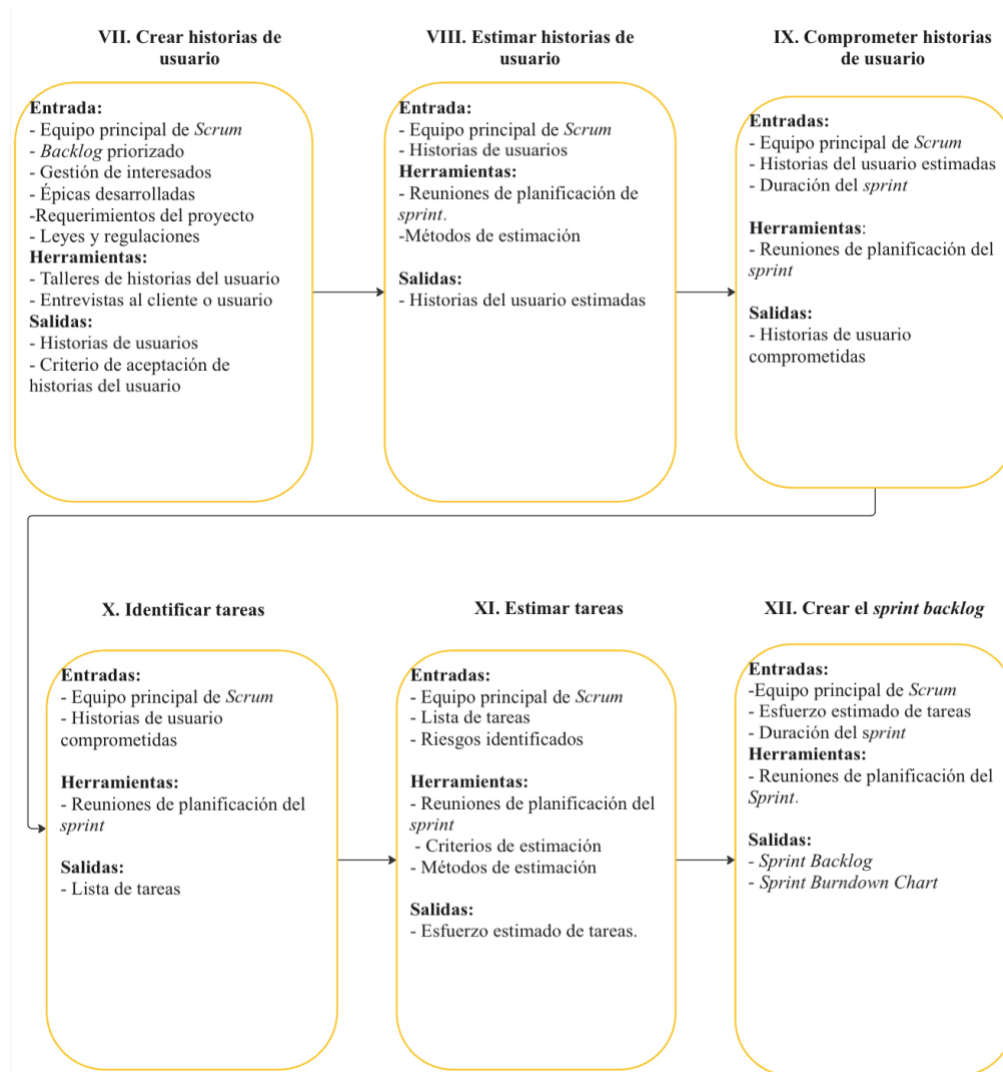 VII. Crear historias de
usuario
Entrada:
- Equipo principal de Scrum
- Backlog priorizado
- Gestión de interesados
- Épicas desarrolladas
-Requerimientos del proyecto
- Leyes y regulaciones
Herramientas:
- Talleres de historias del usuario
- Entrevistas al cliente o usuario
Salidas:
- Historias de usuarios
- Criterio de aceptación de
historias del usuario
VIII. Estimar historias de
usuario
Entrada:
- Equipo principal de Scrum
- Historias de usuarios
Herramientas:
- Reuniones de planificación de
sprint.
-Métodos de estimación
Salidas:
- Historias del usuario estimadas
IX. Comprometer historias
de usuario
Entradas:
- Equipo principal de Scrum
- Historias del usuario estimadas
- Duración del sprint
Herramientas:
- Reuniones de planificación del
sprint
Salidas:
- Historias de usuario
comprometidas
X. Identificar tareas
Entradas:
- Equipo principal de Scrum
- Historias de usuario
comprometidas
Herramientas:
- Reuniones de planificación del
sprint
Salidas:
- Lista de tareas
XI. Estimar tareas
Entradas:
- Equipo principal de Scrum
- Lista de tareas
- Riesgos identificados
Herramientas:
- Reuniones de planificación del
sprint
- Criterios de estimación
- Métodos de estimación
Salidas:
- Esfuerzo estimado de tareas.
XII. Crear el sprint backlog
Entradas:
-Equipo principal de Scrum
- Esfuerzo estimado de tareas
- Duración del sprint
Herramientas:
- Reuniones de planificación del
Sprint.
Salidas:
- Sprint Backlog
- Sprint Burndown Chart